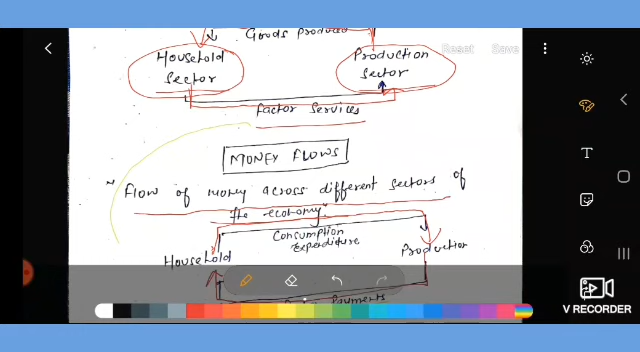 Goods produced
Reset Save
Household
Sector
Production
Sector
Factor Services
MONEY FLOWS
" Flow of money across different sectors of
the economy"
Consumption
Expenditure
Household
Production
Payments
V RECORDER